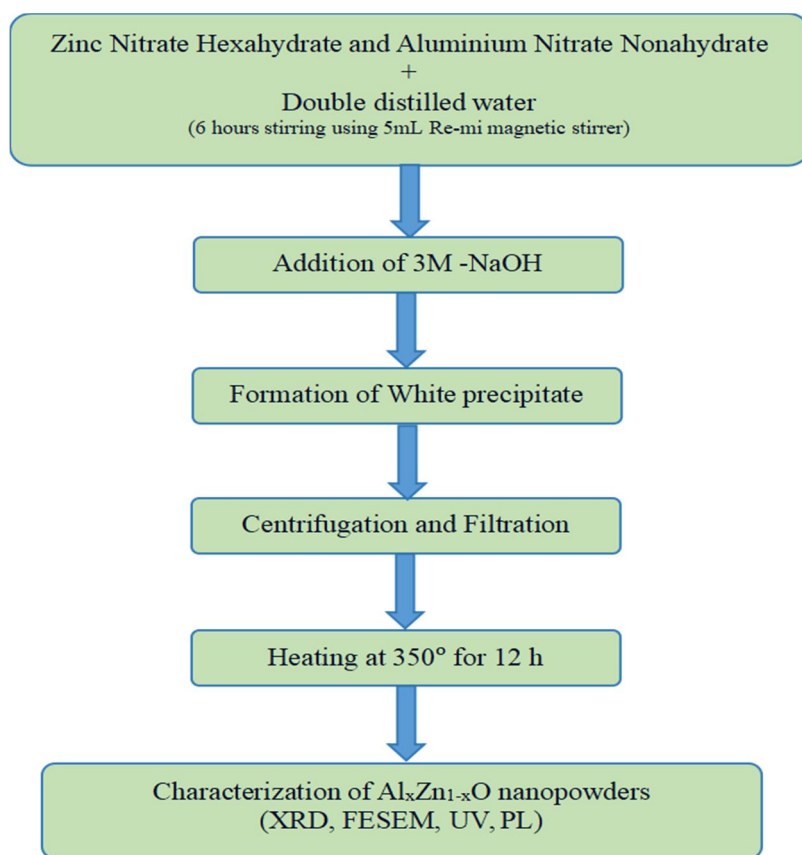 Zinc Nitrate Hexahydrate and Aluminium Nitrate Nonahydrate
+
Double distilled water
(6 hours stirring using 5mL Re-mi magnetic stirrer)
Addition of 3M -NaOH
Formation of White precipitate
Centrifugation and Filtration
Heating at 350° for 12 h
Characterization of AlₓZn₁₋ₓO nanopowders
(XRD, FESEM, UV, PL)